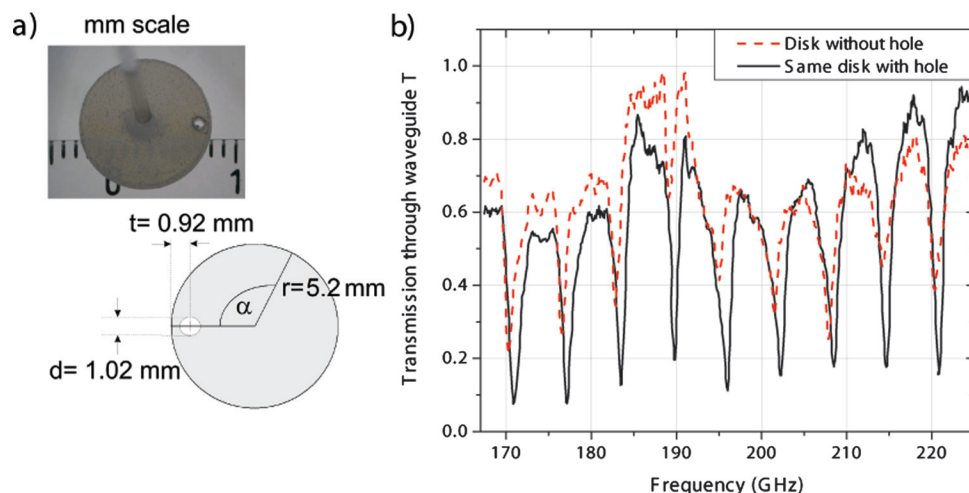 a)
mm scale
0 1
t= 0.92 mm
r=5.2 mm
α
d= 1.02 mm
b)
Disk without hole
Same disk with hole
Transmission through waveguide T
1.0
0.8
0.6
0.4
0.2
0.0
170 180 190 200 210 220
Frequency (GHz)